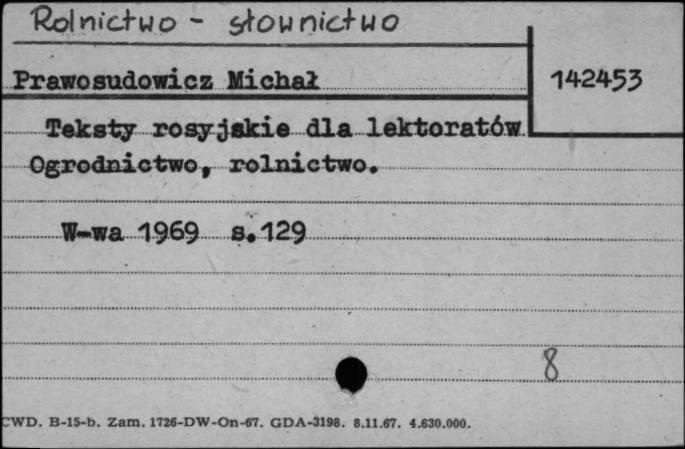 Rolnictwo - słownictwo
Prawosudowicz Michał
142453
Teksty rosyjskie dla lektoratów
Ogrodnictwo, rolnictwo.
W-wa 1969 s.129
8
CWD. B-15-b. Zam. 1726-DW-On-67. GDA-3198. 8.11.67. 4.630.000.